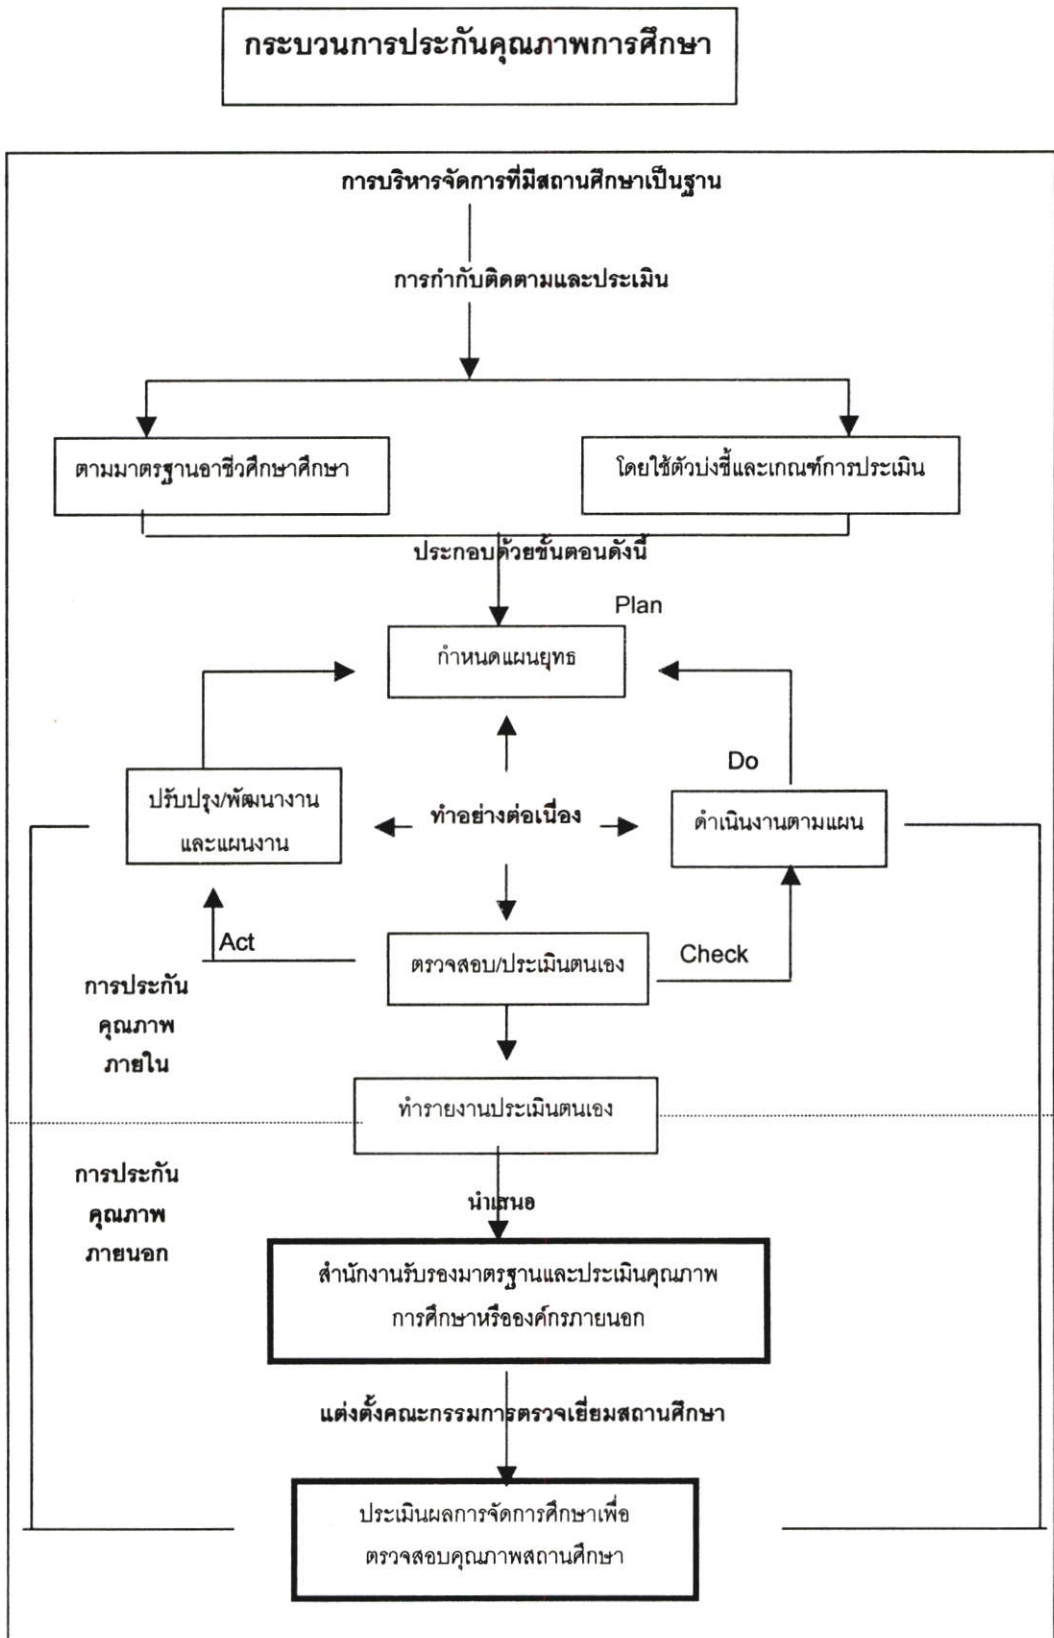 กระบวนการประกันคุณภาพการศึกษา
การบริหารจัดการที่มีสถานศึกษาเป็นฐาน
การกำกับติดตามและประเมิน
ตามมาตรฐานอาชีวศึกษาศึกษา
โดยใช้ตัวบ่งชี้และเกณฑ์การประเมิน
ประกอบด้วยขั้นตอนดังนี้
Plan
กำหนดแผนยุทธ
Do
ปรับปรุง/พัฒนางาน
และแผนงาน
ทำอย่างต่อเนื่อง
ดำเนินงานตามแผน
Act
ตรวจสอบ/ประเมินตนเอง
Check
การประกัน
คุณภาพ
ภายใน
ทำรายงานประเมินตนเอง
การประกัน
คุณภาพ
ภายนอก
นำเสนอ
สำนักงานรับรองมาตรฐานและประเมินคุณภาพ
การศึกษาหรือองค์กรภายนอก
แต่งตั้งคณะกรรมการตรวจเยี่ยมสถานศึกษา
ประเมินผลการจัดการศึกษาเพื่อ
ตรวจสอบคุณภาพสถานศึกษา